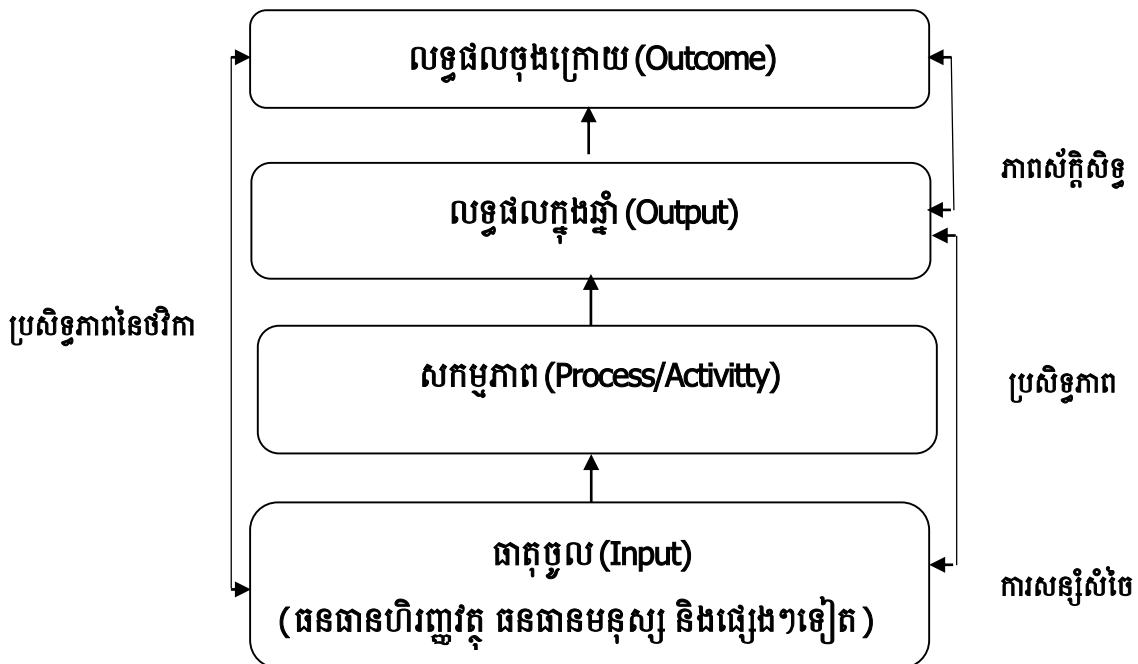 លទ្ធផលចុងក្រោយ (Outcome)
ភាពស័ក្តិសិទ្ធ
លទ្ធផលក្នុងឆ្នាំ (Output)
ប្រសិទ្ធភាពនៃថវិកា
សកម្មភាព (Process/Activitty)
ប្រសិទ្ធភាព
ធាតុចូល (Input)
ការសន្សំសំចៃ
(ធនធានហិរញ្ញវត្ថុ ធនធានមនុស្ស និងផ្សេងៗទៀត)